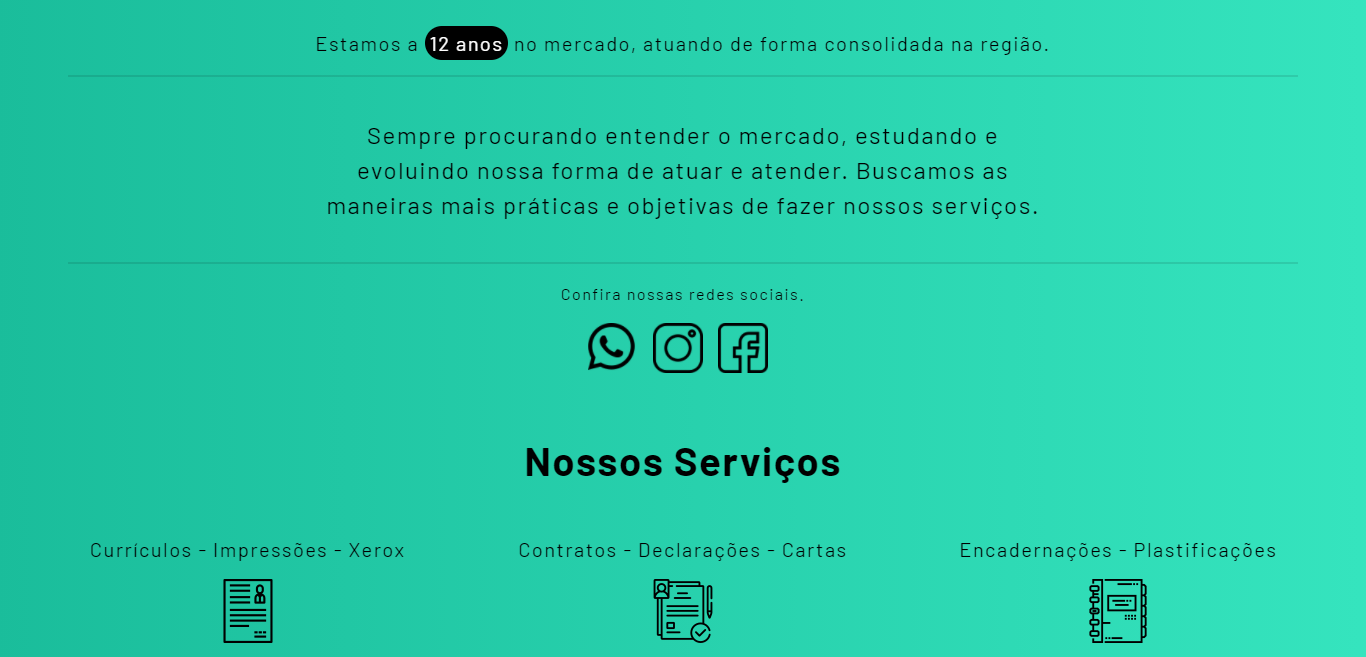 Estamos a 12 anos no mercado, atuando de forma consolidada na região.
Sempre procurando entender o mercado, estudando e
evoluindo nossa forma de atuar e atender. Buscamos as
maneiras mais práticas e objetivas de fazer nossos serviços.
Confira nossas redes sociais.
Nossos Serviços
Currículos - Impressões - Xerox
Contratos - Declarações - Cartas
Encadernações - Plastificações